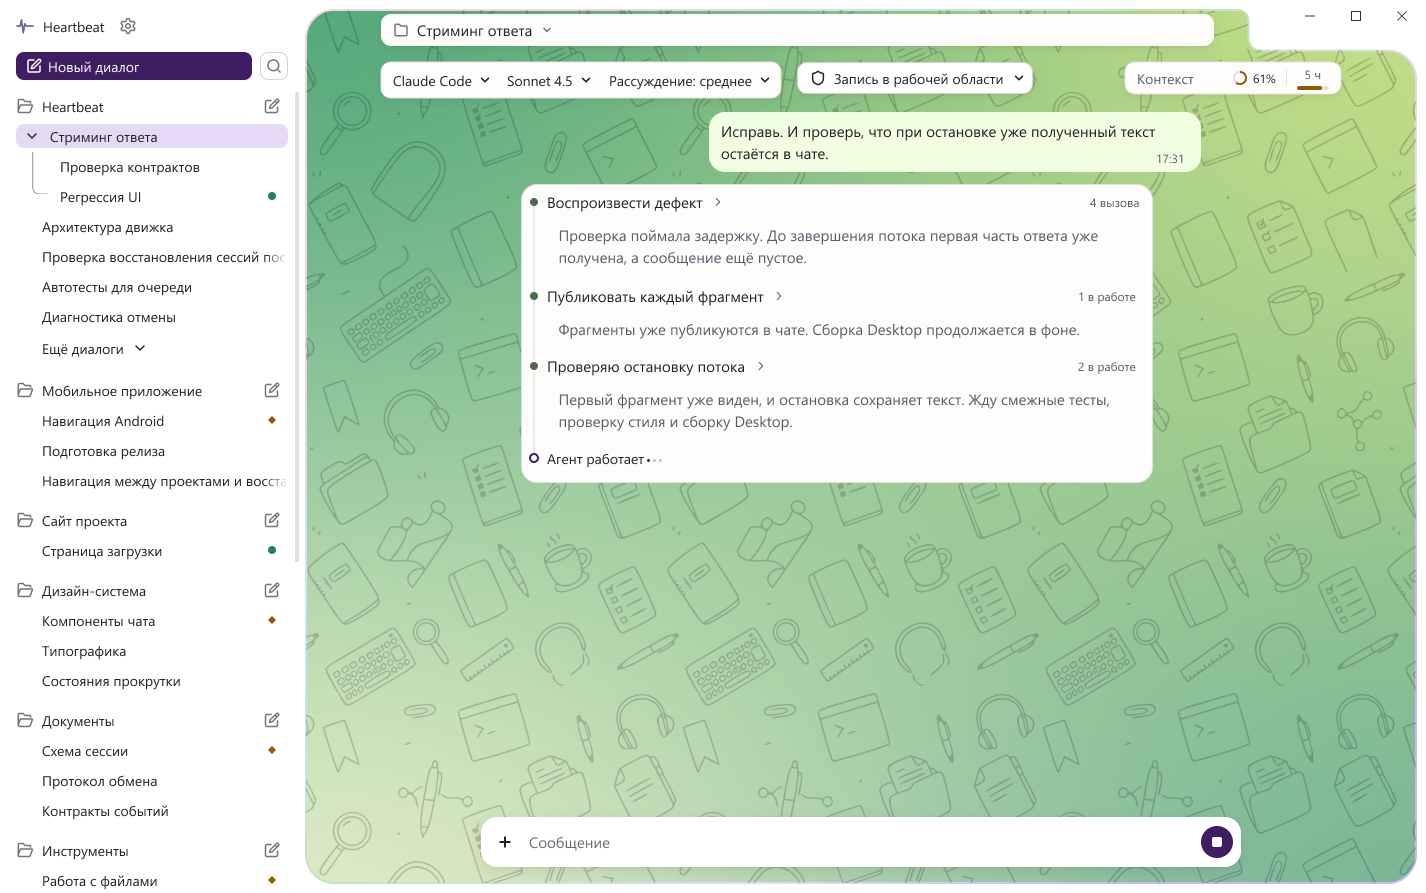 Heartbeat
Новый диалог
Heartbeat
Стриминг ответа
Проверка контрактов
Регрессия UI
Архитектура движка
Проверка восстановления сессий пос
Автотесты для очереди
Диагностика отмены
Ещё диалоги
Мобильное приложение
Навигация Android
Подготовка релиза
Навигация между проектами и восста
Сайт проекта
Страница загрузки
Дизайн-система
Компоненты чата
Типографика
Состояния прокрутки
Документы
Схема сессии
Протокол обмена
Контракты событий
Инструменты
Работа с файлами
Стриминг ответа
Claude Code Sonnet 4.5 Рассуждение: среднее Запись в рабочей области Контекст 61% 5 ч
Исправь. И проверь, что при остановке уже полученный текст
остаётся в чате.
17:31
Воспроизвести дефект 4 вызова
Проверка поймала задержку. До завершения потока первая часть ответа уже
получена, а сообщение ещё пустое.
Публиковать каждый фрагмент 1 в работе
Фрагменты уже публикуются в чате. Сборка Desktop продолжается в фоне.
Проверяю остановку потока 2 в работе
Первый фрагмент уже виден, и остановка сохраняет текст. Жду смежные тесты,
проверку стиля и сборку Desktop.
Агент работает
Сообщение